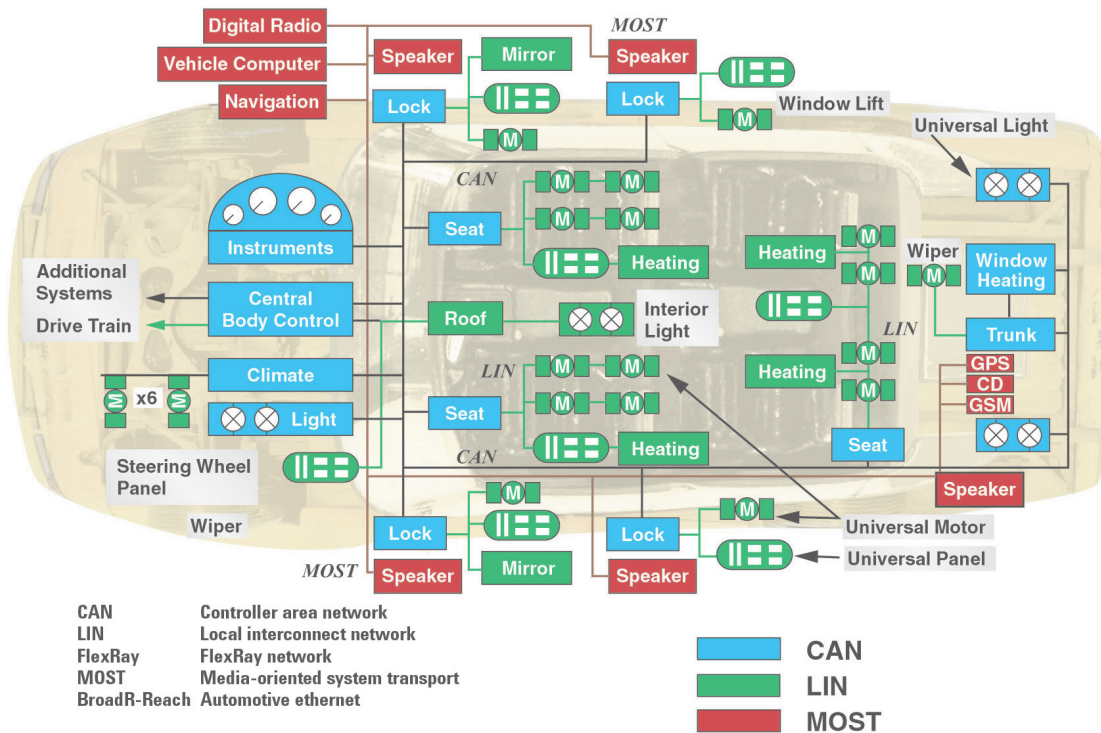 Digital Radio
MOST
Vehicle Computer
Speaker
Mirror
Speaker
Navigation
Lock
Lock
Window Lift
M
M
Universal Light
CAN
M
M
Instruments
Seat
M
M
Heating
Heating
M
M
Wiper
M
Window
Heating
Additional
Systems
Central
Body Control
Drive Train
Roof
Interior
Light
LIN
Trunk
Climate
LIN
M
M
Heating
M
M
GPS
CD
GSM
M
x6
M
Light
Seat
M
M
CAN
Heating
Seat
Steering Wheel
Panel
Speaker
Wiper
M
M
Lock
Lock
Universal Motor
MOST
Speaker
Mirror
Speaker
Universal Panel
CAN Controller area network
LIN Local interconnect network
FlexRay FlexRay network
MOST Media-oriented system transport
BroadR-Reach Automotive ethernet
CAN
LIN
MOST